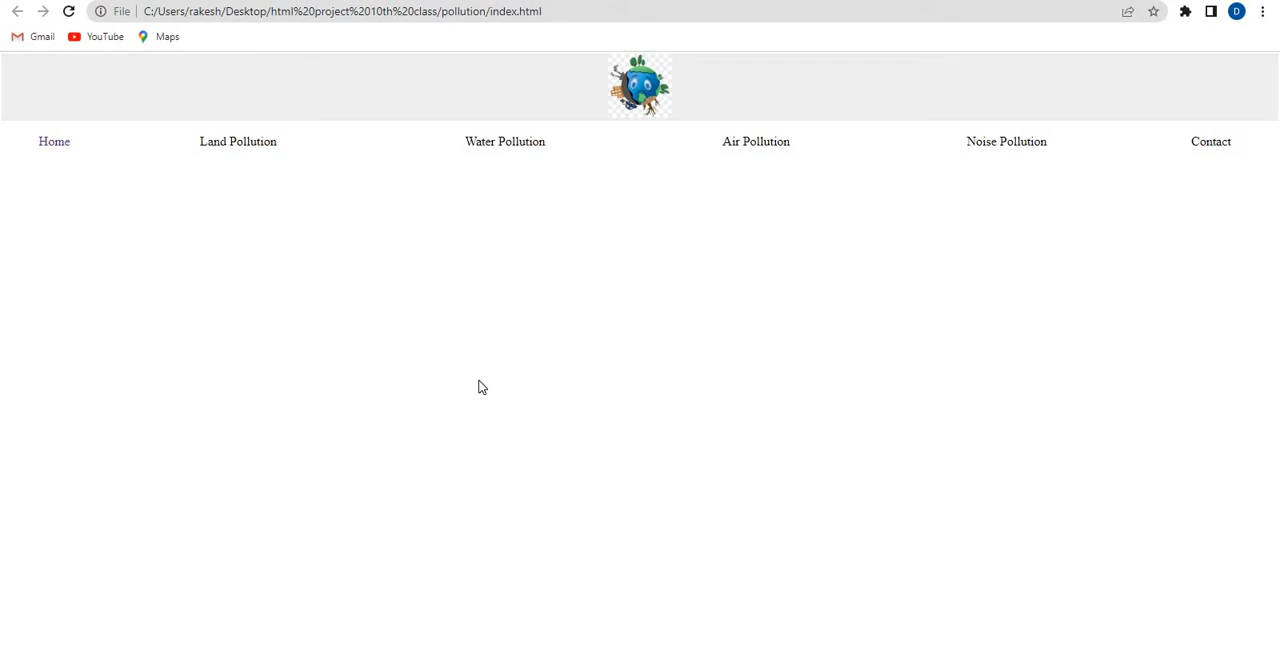 File C:/Users/rakesh/Desktop/html%20project%2010th%20class/pollution/index.html D
Gmail YouTube Maps
Home Land Pollution Water Pollution Air Pollution Noise Pollution Contact